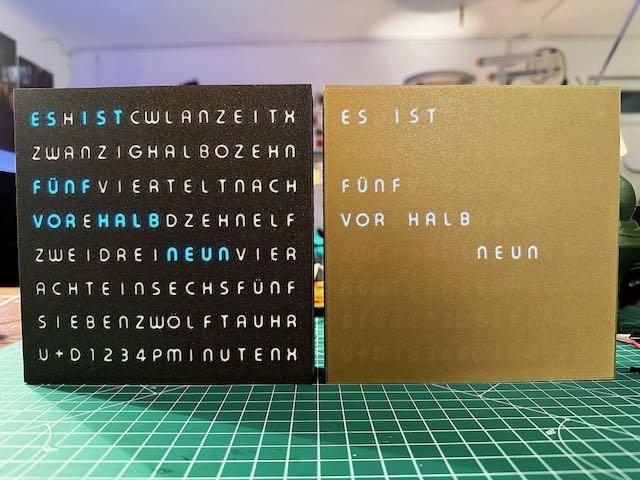 ESHISTCWLANZEITX
ZWANZIGHALBOZEHN
FÜNFVIERTELTNACH
VOREHALBDZEHNELF
ZWEIDREINEUNVIER
ACHTEINSECHSFÜNF
SIEBENZWÖLFTAUHR
U+D1234PMINUTENX
ES IST
FÜNF
VOR HALB
NEUN